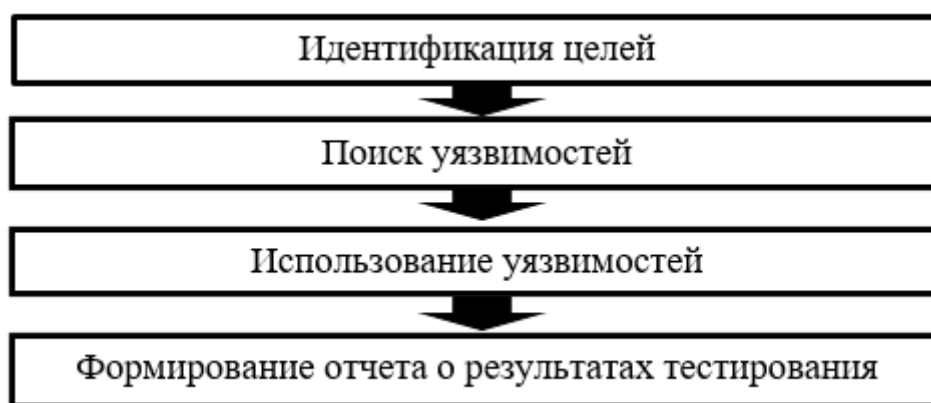 Идентификация целей
Поиск уязвимостей
Использование уязвимостей
Формирование отчета о результатах тестирования